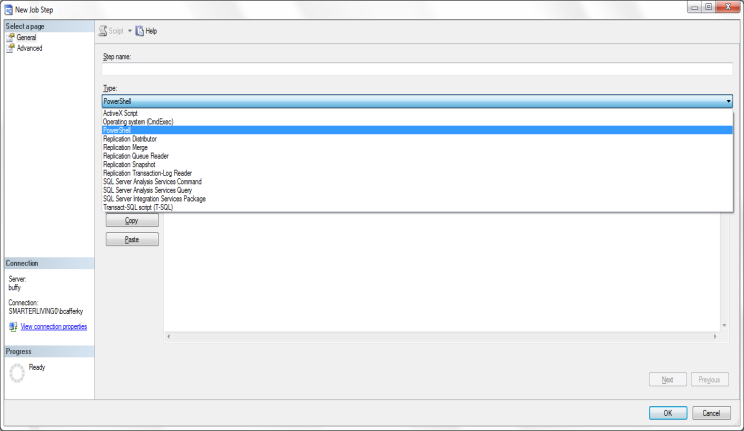 New Job Step
Select a page
General
Advanced
Script
Help
Step name:
Type:
PowerShell
ActiveX Script
Operating system (CmdExec)
PowerShell
Replication Distributor
Replication Merge
Replication Queue Reader
Replication Snapshot
Replication Transaction-Log Reader
SQL Server Analysis Services Command
SQL Server Analysis Services Query
SQL Server Integration Services Package
Transact-SQL script (T-SQL)
Copy
Paste
Connection
Server:
buffy
Connection:
SMARTERLIVING0\bcafferky
View connection properties
Progress
Ready
Next
Previous
OK
Cancel